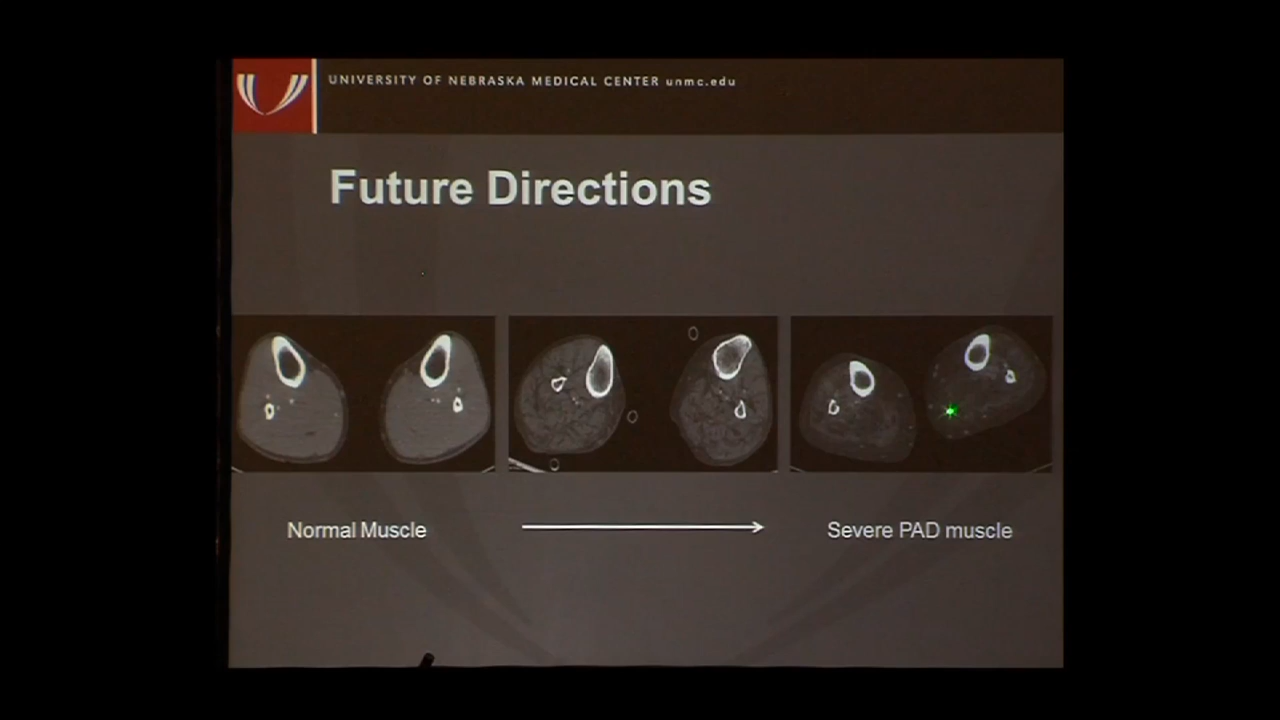 UNIVERSITY OF NEBRASKA MEDICAL CENTER unmc.edu
Future Directions
Normal Muscle
Severe PAD muscle